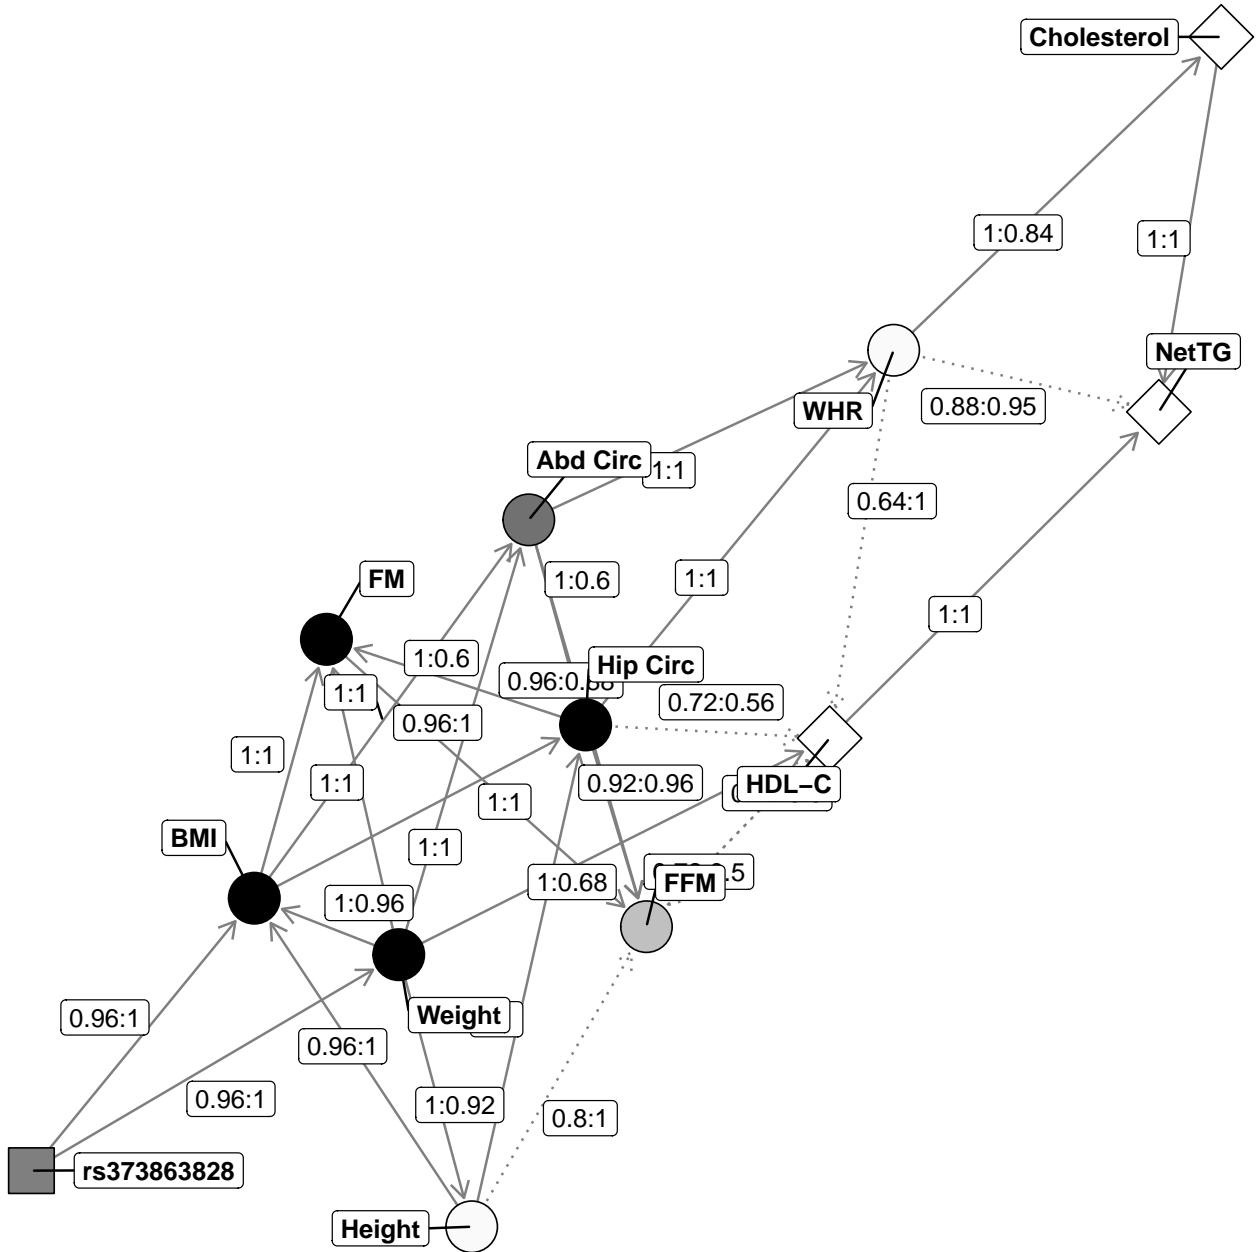 Cholesterol
1:0.84
1:1
NetTG
WHR
0.88:0.95
Abd Circ
1:1
0.64:1
FM
1:0.6
1:1
1:1
1:0.6
Hip Circ
1:1
0.72:0.56
0.96:1
1:1
1:1
0.92:0.96
HDL−C
1:1
BMI
1:1
1:0.68
FFM
1:0.96
0.96:1
Weight
0.96:1
0.96:1
1:0.92
0.8:1
rs373863828
Height